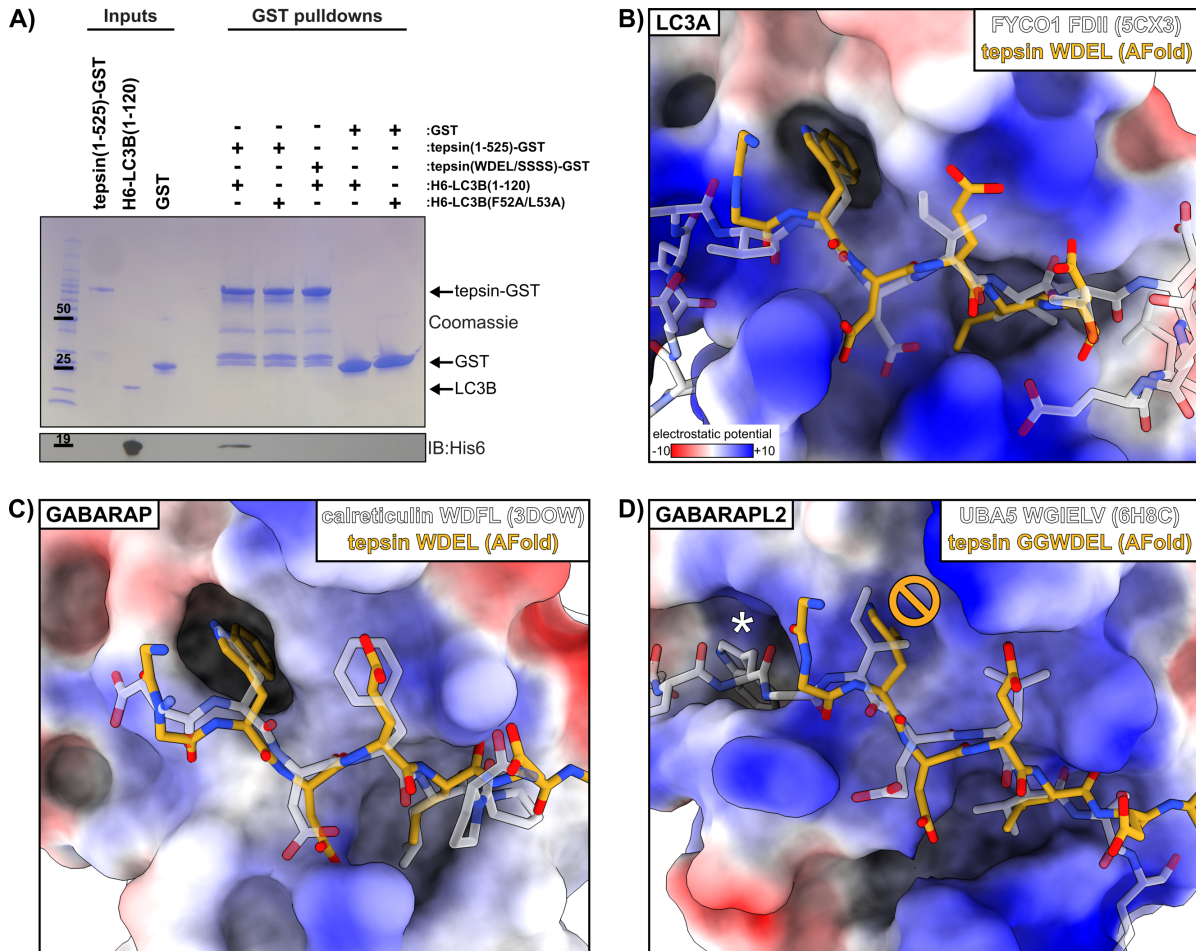 A)
Inputs
GST pulldowns
tepsin(1-525)-GST
H6-LC3B(1-120)
GST
- - - + + :GST
+ + - - - :tepsin(1-525)-GST
- - + - - :tepsin(WDEL/SSSS)-GST
+ - + + - :H6-LC3B(1-120)
- + - - + :H6-LC3B(F52A/L53A)
tepsin-GST
50
Coomassie
25
GST
LC3B
19
IB:His6
B)
LC3A
FYCO1 FDII (5CX3)
tepsin WDEL (AFold)
electrostatic potential
-10 +10
C)
GABARAP
calreticulin WDFL (3DOW)
tepsin WDEL (AFold)
D)
GABARAPL2
UBA5 WGIELV (6H8C)
tepsin GGWDEL (AFold)
*